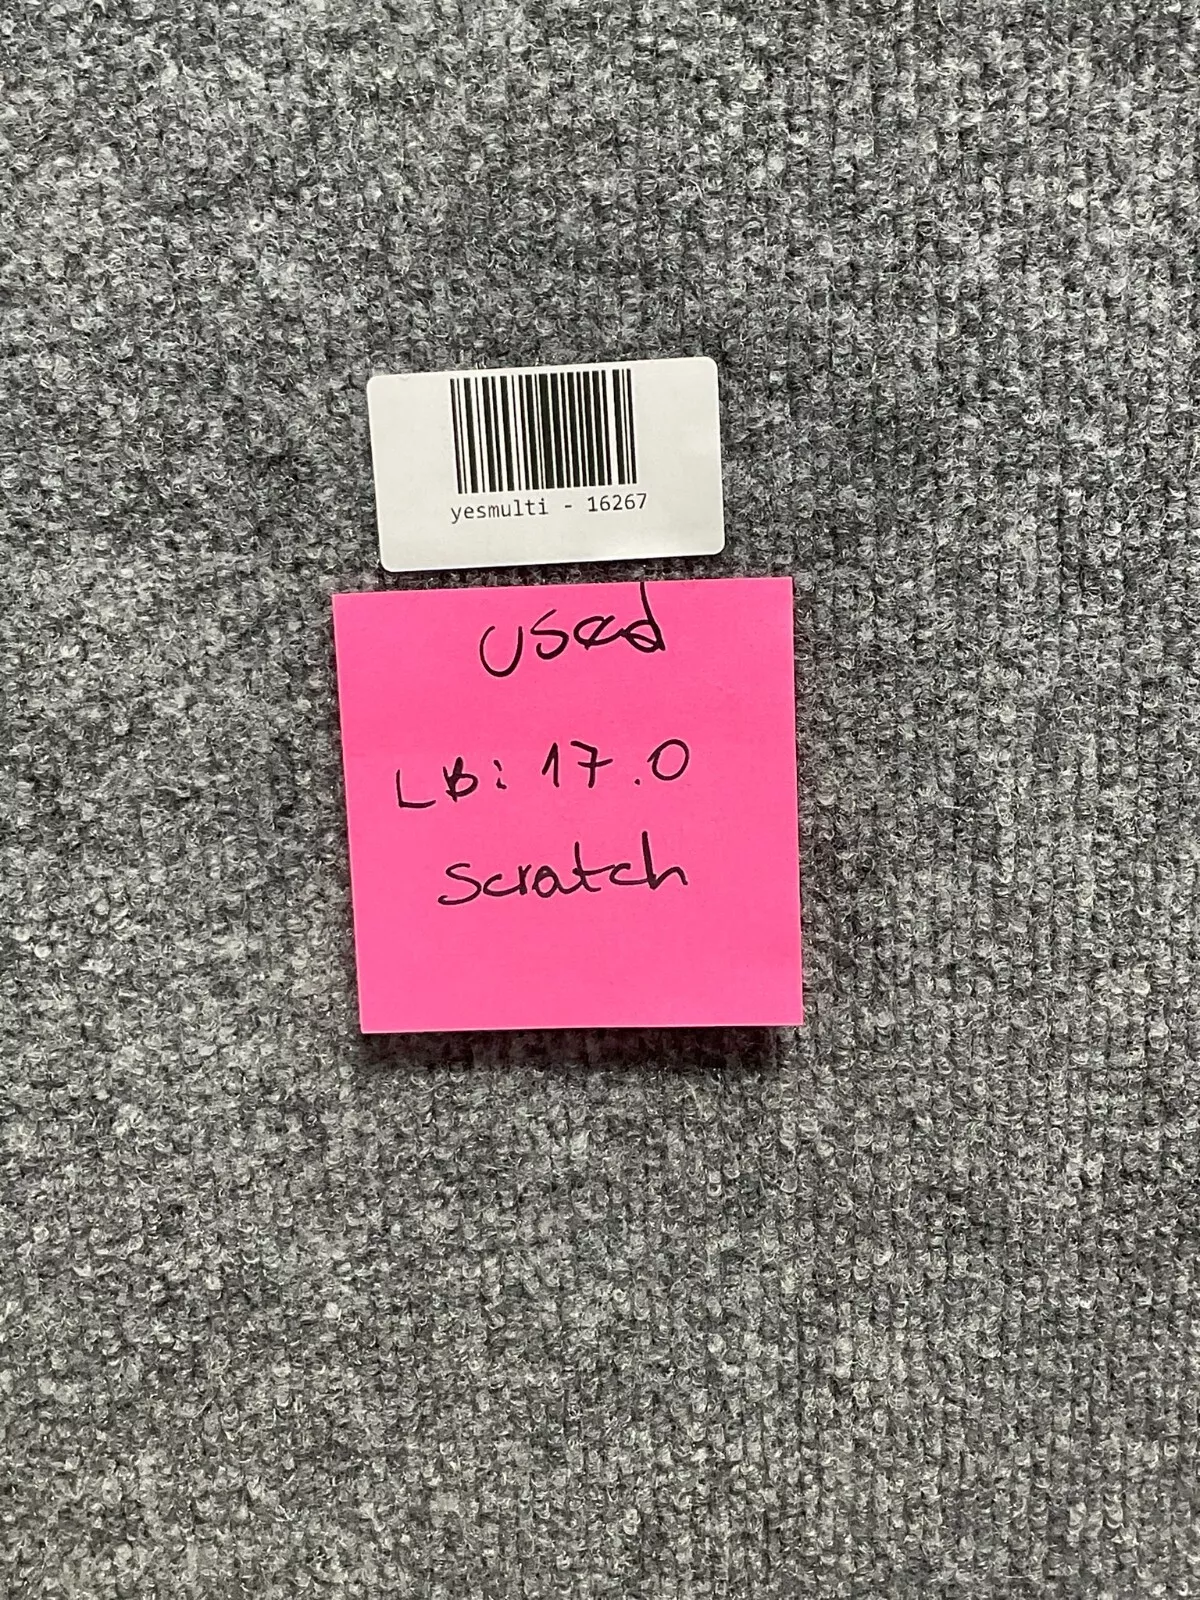 yesmulti - 16267
used
LB: 17.0
scratch